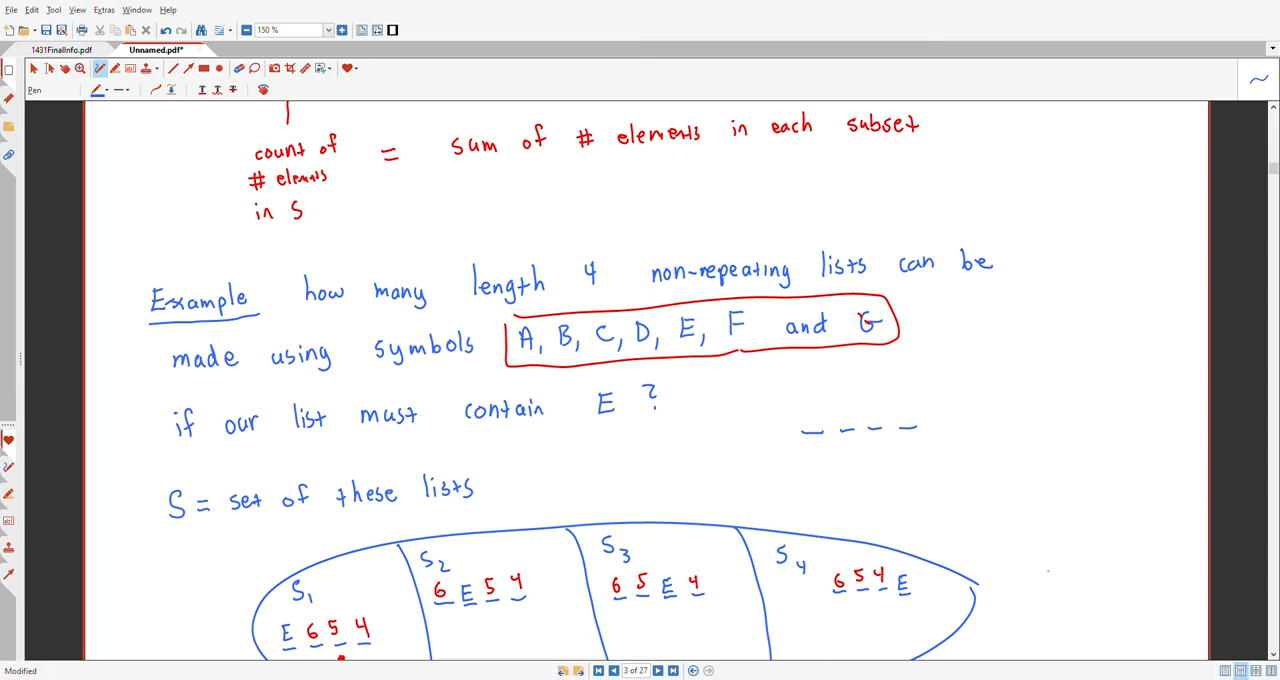 File Edit Tool View Extras Window Help
150 %
1431FinalInfo.pdf Unnamed.pdf*
Pen
count of = sum of # elements in each subset
# elements
in S
Example how many length 4 non-repeating lists can be
made using symbols A, B, C, D, E, F and G
if our list must contain E ?
S = set of these lists
S1 S2 S3 S4
E 6 5 4 6 E 5 4 6 5 E 4 6 5 4 E
Modified 3 of 27